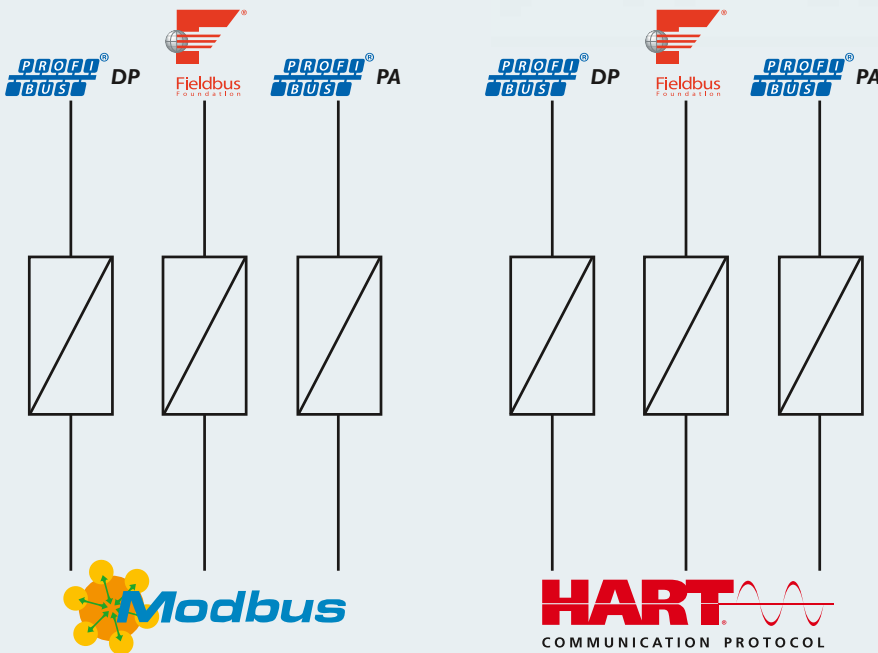 PROFI® BUS DP
Fieldbus
Foundation
®
PROFI® BUS PA
PROFI® BUS DP
Fieldbus
Foundation
®
PROFI® BUS PA
Modbus
HART®
COMMUNICATION PROTOCOL